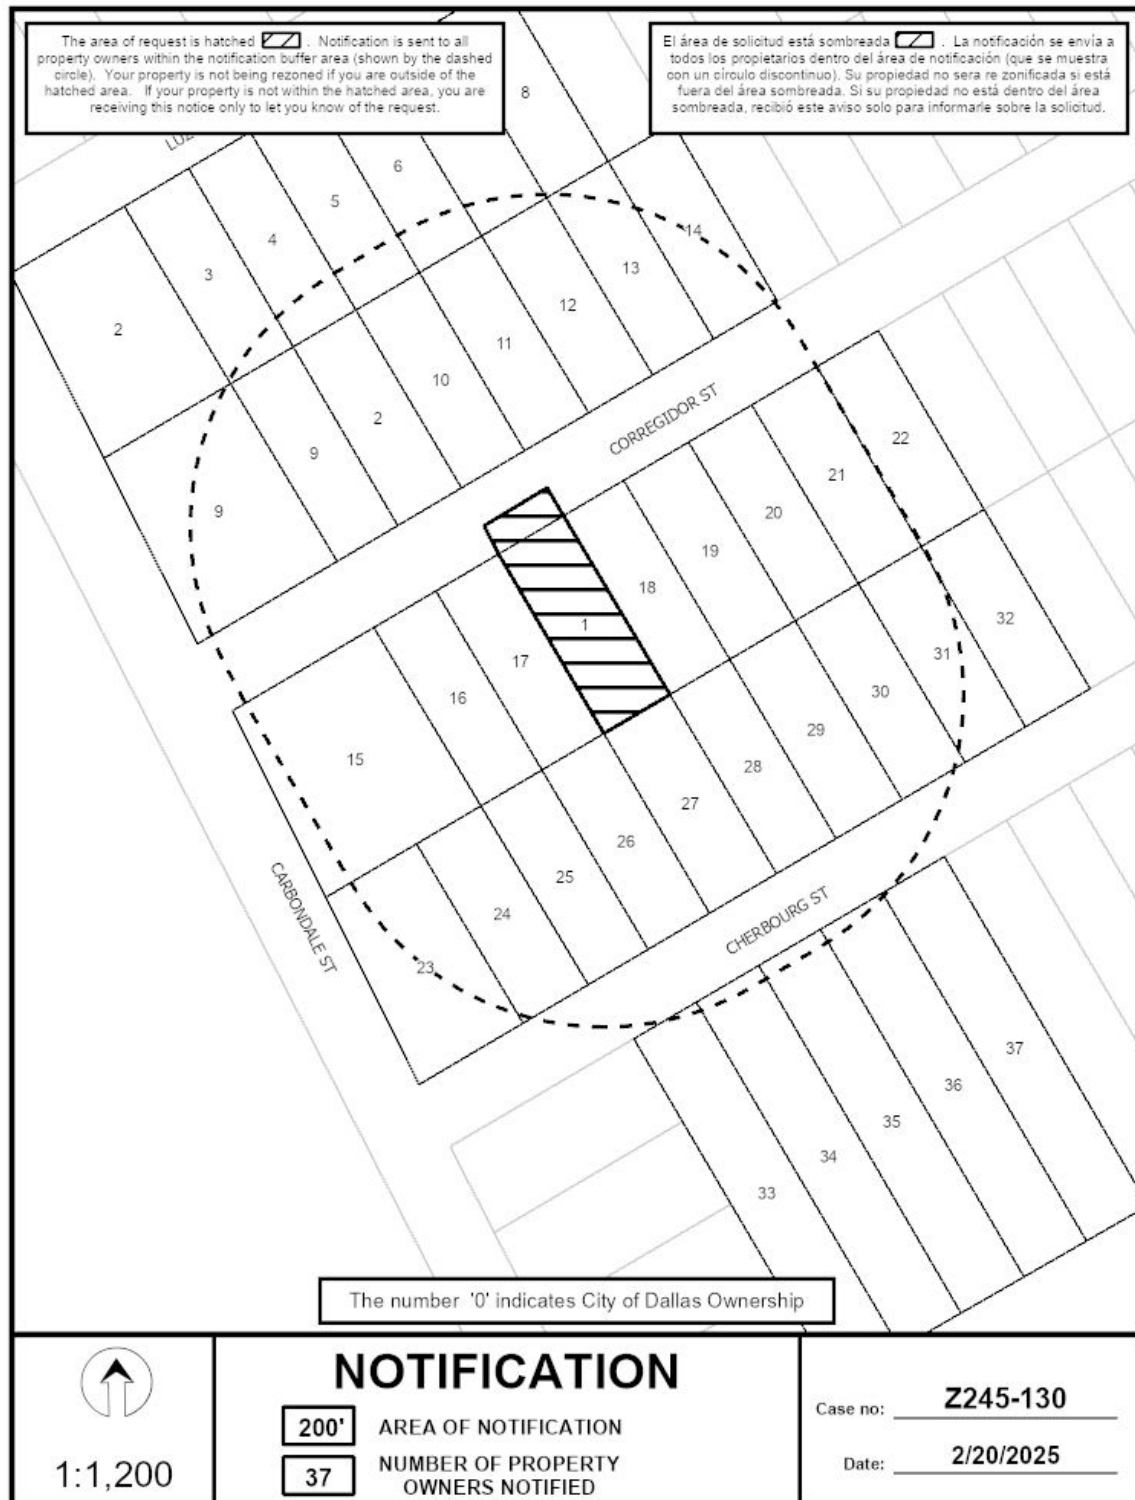 The area of request is hatched . Notification is sent to all
property owners within the notification buffer area (shown by the dashed
circle). Your property is not being rezoned if you are outside of the
hatched area. If your property is not within the hatched area, you are
receiving this notice only to let you know of the request.
El área de solicitud está sombreada . La notificación se envía a
todos los propietarios dentro del área de notificación (que se muestra
con un círculo discontinuo). Su propiedad no sera re zonificada si está
fuera del área sombreada. Si su propiedad no está dentro del área
sombreada, recibió este aviso solo para informarle sobre la solicitud.
8
6
5
4
3
2
14
13
12
11
10
2
9
9
CORREGIDOR ST
22
21
20
19
18
1
17
16
15
32
31
30
29
28
27
26
25
24
23
CARBONDALE ST
CHERBOURG ST
37
36
35
34
33
The number '0' indicates City of Dallas Ownership
1:1,200
NOTIFICATION
200' AREA OF NOTIFICATION
37 NUMBER OF PROPERTY
OWNERS NOTIFIED
Case no: Z245-130
Date: 2/20/2025